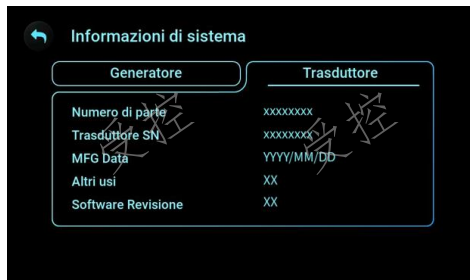 Informazioni di sistema
Generatore
Trasduttore
Numero di parte xxxxxxxx
Trasduttore SN xxxxxxxx
MFG Data YYYY/MM/DD
Altri usi XX
Software Revisione XX
受控
受控